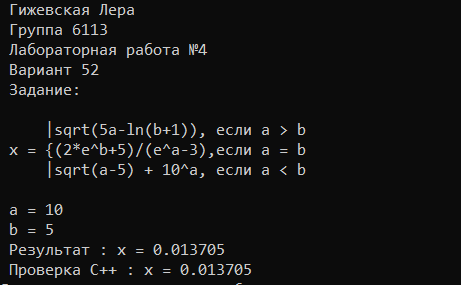 Гижевская Лера
Группа 6113
Лабораторная работа №4
Вариант 52
Задание:
|sqrt(5a-ln(b+1)), если a > b
x = {(2*e^b+5)/(e^a-3),если a = b
|sqrt(a-5) + 10^a, если a < b
a = 10
b = 5
Результат : x = 0.013705
Проверка C++ : x = 0.013705